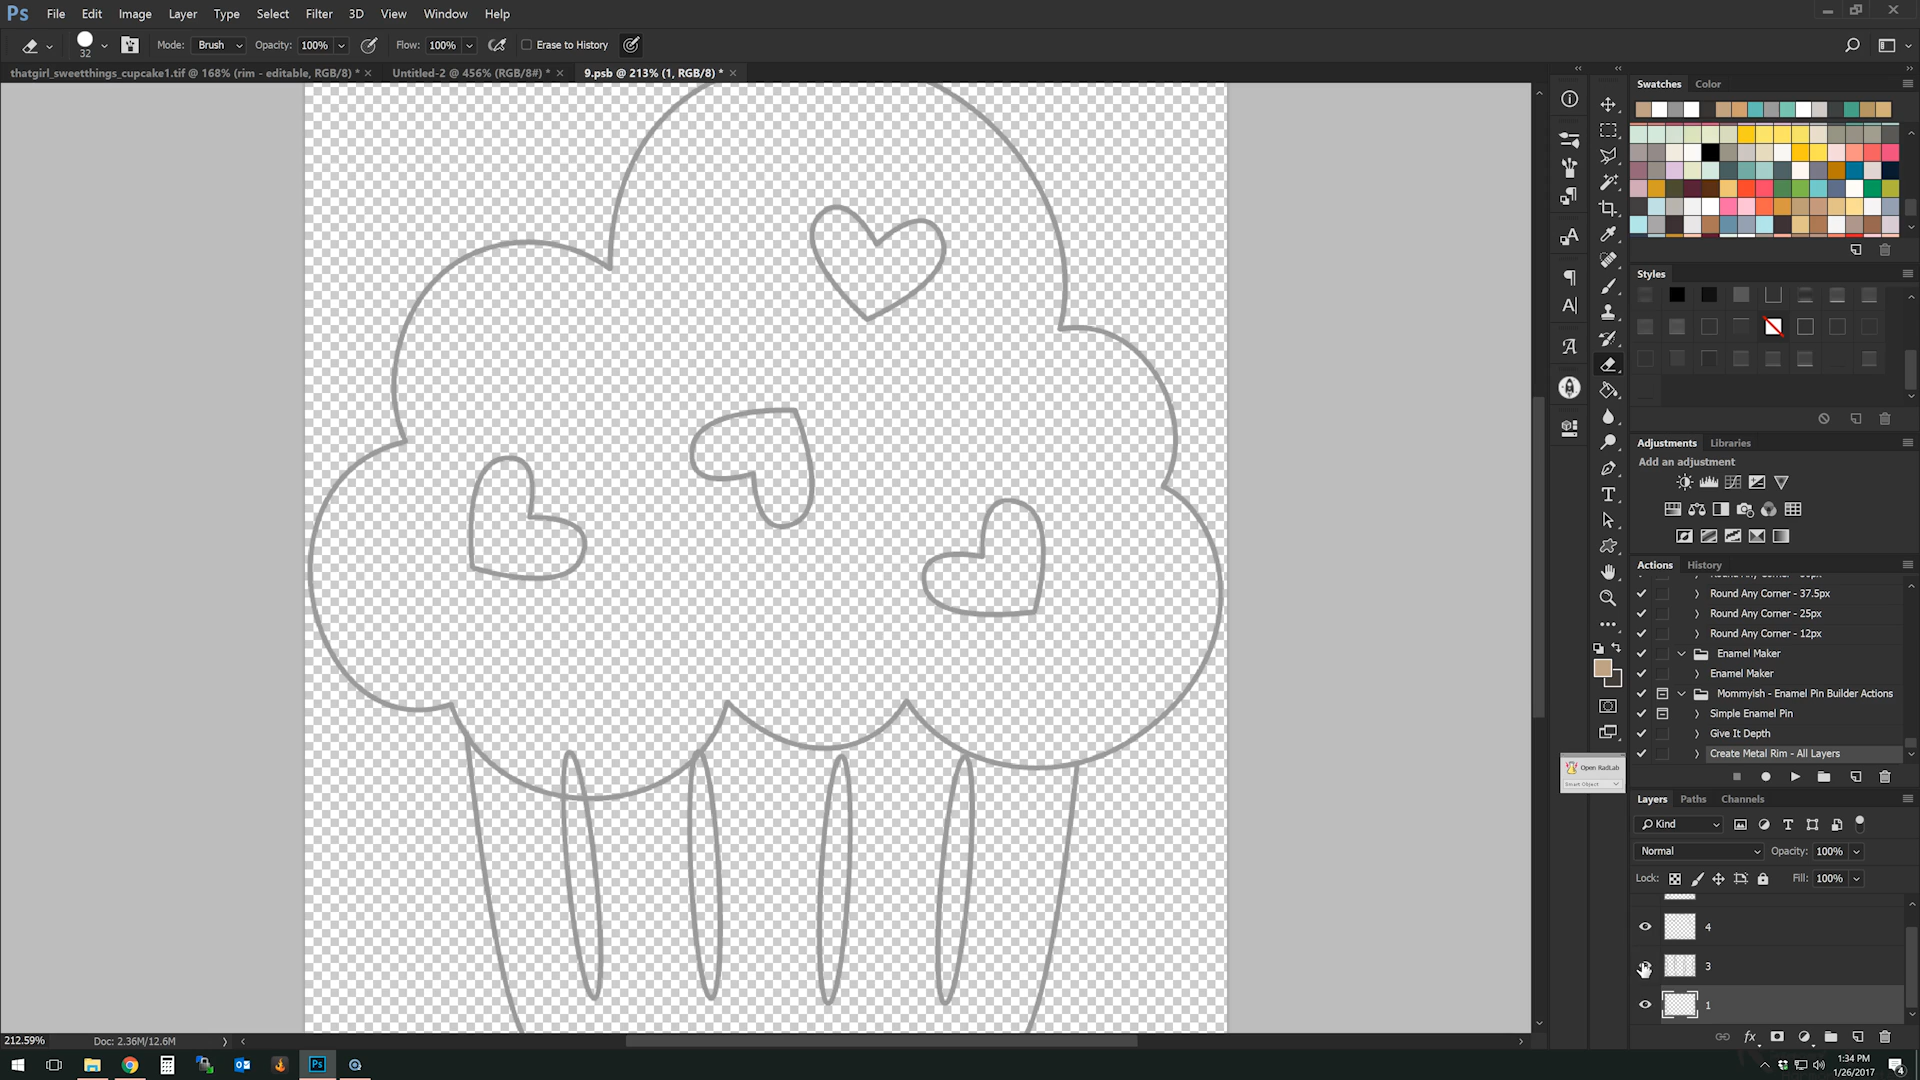 Ps File Edit Image Layer Type Select Filter 3D View Window Help
32 Mode: Brush Opacity: 100% Flow: 100% Erase to History
thatgirl_sweetthings_cupcake1.tif @ 168% (rim - editable, RGB/8) * × Untitled-2 @ 456% (RGB/8#) * × 9.psb @ 213% (1, RGB/8) * ×
Swatches Color
Styles
Adjustments Libraries
Add an adjustment
Actions History
Round Any Corner - 37.5px
Round Any Corner - 25px
Round Any Corner - 12px
Enamel Maker
Enamel Maker
Mommyish - Enamel Pin Builder Actions
Simple Enamel Pin
Give It Depth
Create Metal Rim - All Layers
Open RadLab
Smart Object
Layers Paths Channels
Kind
Normal Opacity: 100%
Lock: Fill: 100%
4
3
1
212.59% Doc: 2.36M/12.6M
1:34 PM
1/26/2017